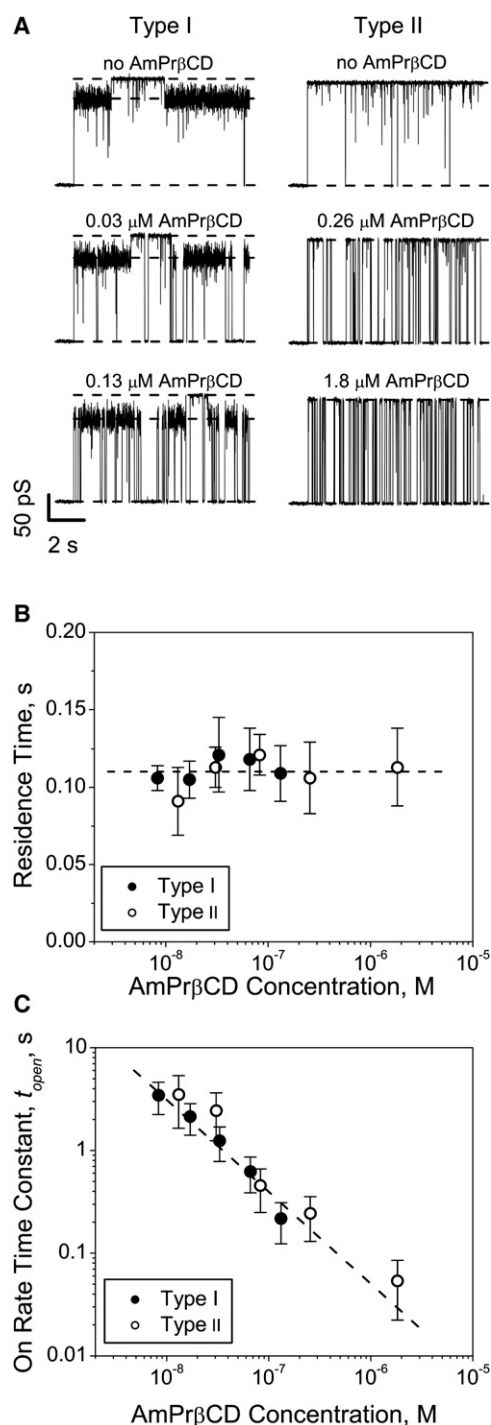 A
Type I
Type II
no AmPrβCD
no AmPrβCD
0.03 μM AmPrβCD
0.26 μM AmPrβCD
0.13 μM AmPrβCD
1.8 μM AmPrβCD
50 pS
2 s
B
Residence Time, s
0.20
0.15
0.10
0.05
0.00
Type I
Type II
10⁻⁸
10⁻⁷
10⁻⁶
10⁻⁵
AmPrβCD Concentration, M
C
On Rate Time Constant, t_open, s
10
1
0.1
0.01
Type I
Type II
10⁻⁸
10⁻⁷
10⁻⁶
10⁻⁵
AmPrβCD Concentration, M